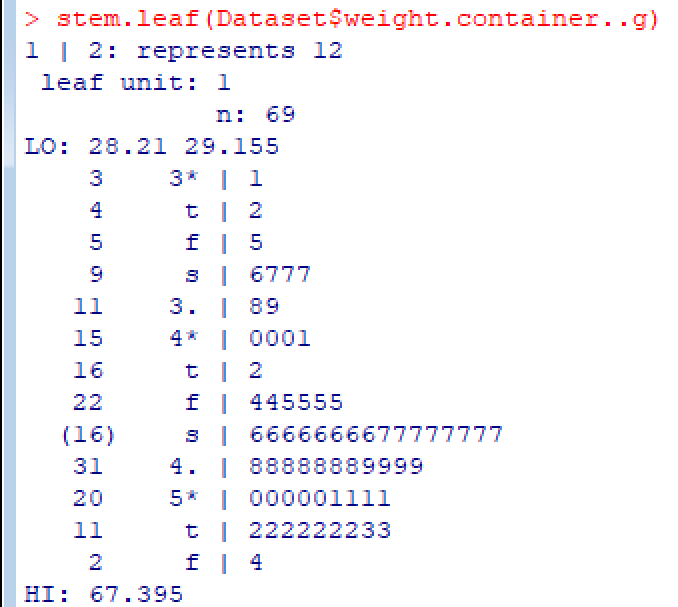 > stem.leaf(Dataset$weight.container..g)
1 | 2: represents 12
 leaf unit: 1
            n: 69
LO: 28.21 29.155
    3    3* | 1
    4     t | 2
    5     f | 5
    9     s | 6777
   11    3. | 89
   15    4* | 0001
   16     t | 2
   22     f | 445555
  (16)    s | 6666666677777777
   31    4. | 88888889999
   20    5* | 000001111
   11     t | 222222233
    2     f | 4
HI: 67.395